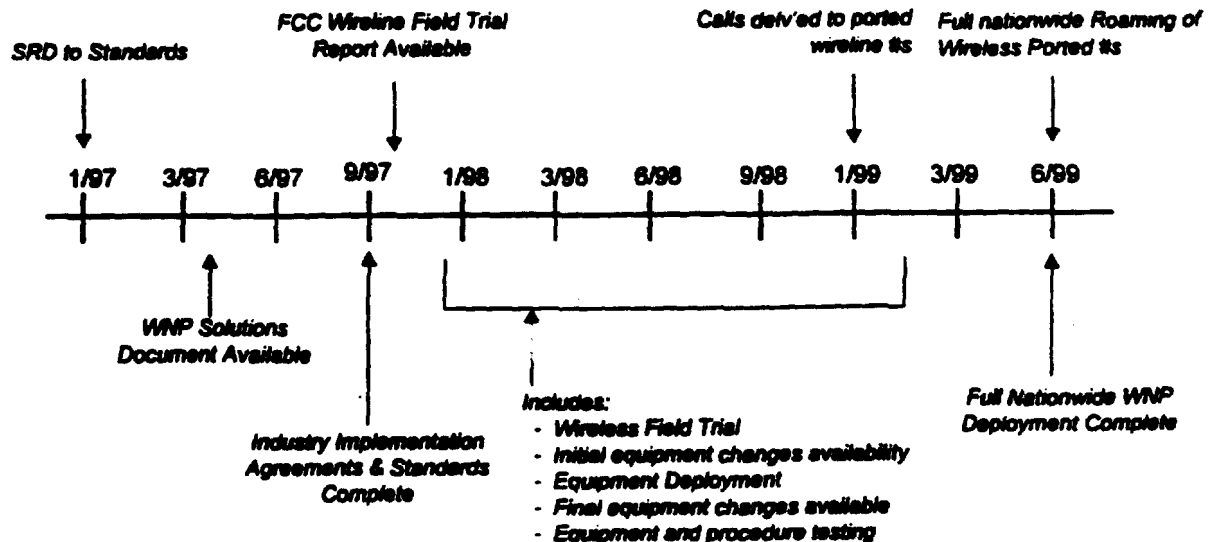 SRD to Standards
FCC Wireline Field Trial
Report Available
Calls delv'ed to ported
wireline #s
Full nationwide Roaming of
Wireless Ported #s
1/97
3/97
6/97
9/97
1/98
3/98
6/98
9/98
1/99
3/99
6/99
WNP Solutions
Document Available
Industry Implementation
Agreements & Standards
Complete
Includes:
- Wireless Field Trial
- Initial equipment changes availability
- Equipment Deployment
- Final equipment changes available
- Equipment and procedure testing
Full Nationwide WNP
Deployment Complete